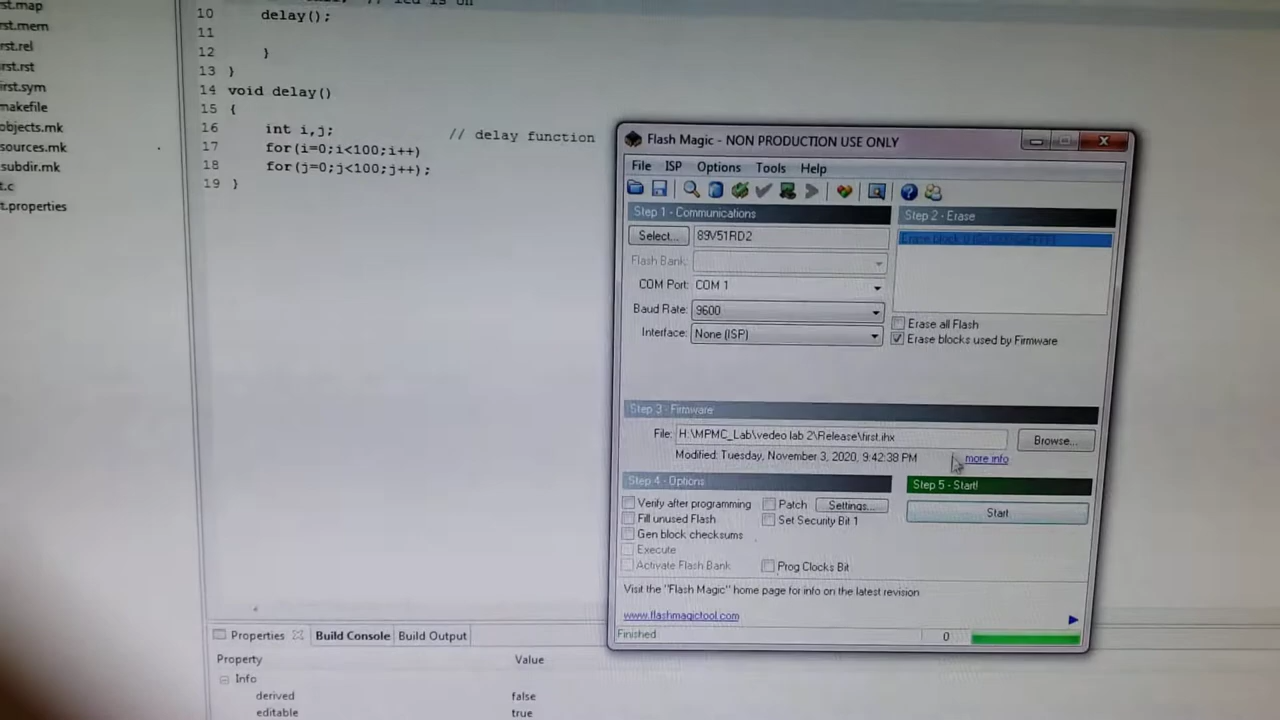 rst.map
rst.mem
rst.rel
rst.rst
irst.sym
makefile
objects.mk
sources.mk
subdir.mk
t.c
t.properties
// led is on
10 delay();
11
12 }
13 }
14 void delay()
15 {
16 int i,j; // delay function
17 for(i=0;i<100;i++)
18 for(j=0;j<100;j++);
19 }
Properties Build Console Build Output
Property Value
Info
derived false
editable true
Flash Magic - NON PRODUCTION USE ONLY
File ISP Options Tools Help
Step 1 - Communications
Select... 89V51RD2
Flash Bank:
COM Port: COM 1
Baud Rate: 9600
Interface: None (ISP)
Step 2 - Erase
Erase block 0
Erase all Flash
Erase blocks used by Firmware
Step 3 - Firmware
File: H:\MPMC_Lab\vedeo lab 2\Release\first.ihx
Browse...
Modified: Tuesday, November 3, 2020, 9:42:38 PM
more info
Step 4 - Options
Verify after programming
Fill unused Flash
Gen block checksums
Execute
Activate Flash Bank
Patch
Settings...
Set Security Bit 1
Prog Clocks Bit
Step 5 - Start!
Start
Visit the "Flash Magic" home page for info on the latest revision
www.flashmagictool.com
Finished 0